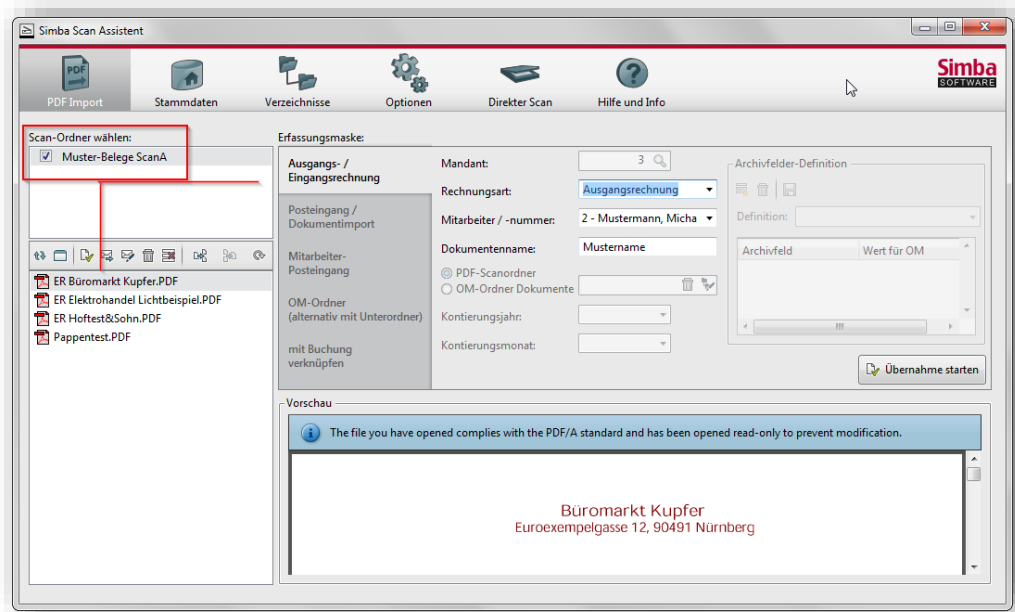 Simba Scan Assistent
PDF
PDF Import
Stammdaten
Verzeichnisse
Optionen
Direkter Scan
Hilfe und Info
Simba
SOFTWARE
Scan-Ordner wählen:
Muster-Belege ScanA
ER Büromarkt Kupfer.PDF
ER Elektrohandel Lichtbeispiel.PDF
ER Hoftest&Sohn.PDF
Pappentest.PDF
Erfassungsmaske:
Ausgangs- /
Eingangsrechnung
Posteingang /
Dokumentimport
Mitarbeiter-
Posteingang
OM-Ordner
(alternativ mit Unterordner)
mit Buchung
verknüpfen
Mandant: 3
Rechnungsart: Ausgangsrechnung
Mitarbeiter / -nummer: 2 - Mustermann, Micha
Dokumentenname: Mustername
PDF-Scanordner
OM-Ordner Dokumente
Kontierungsjahr:
Kontierungsmonat:
Archivfelder-Definition
Definition:
Archivfeld Wert für OM
Übernahme starten
Vorschau
The file you have opened complies with the PDF/A standard and has been opened read-only to prevent modification.
Büromarkt Kupfer
Euroexempelgasse 12, 90491 Nürnberg